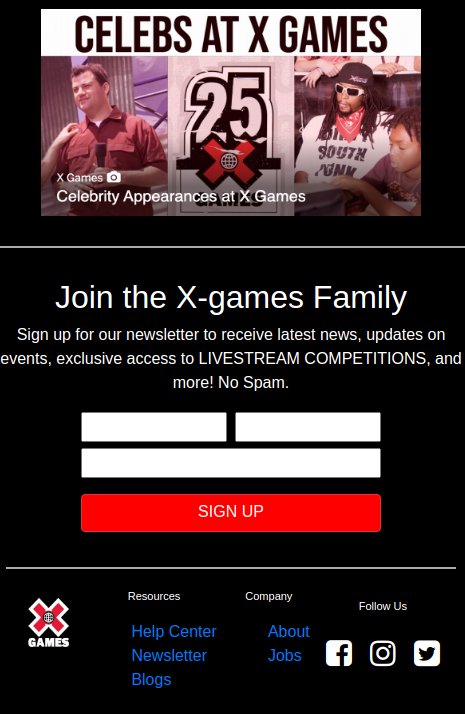 CELEBS AT X GAMES
25
GAMES
SOUTH
X Games
Celebrity Appearances at X Games
Join the X-games Family
Sign up for our newsletter to receive latest news, updates on
events, exclusive access to LIVESTREAM COMPETITIONS, and
more! No Spam.
SIGN UP
GAMES
Resources
Help Center
Newsletter
Blogs
Company
About
Jobs
Follow Us